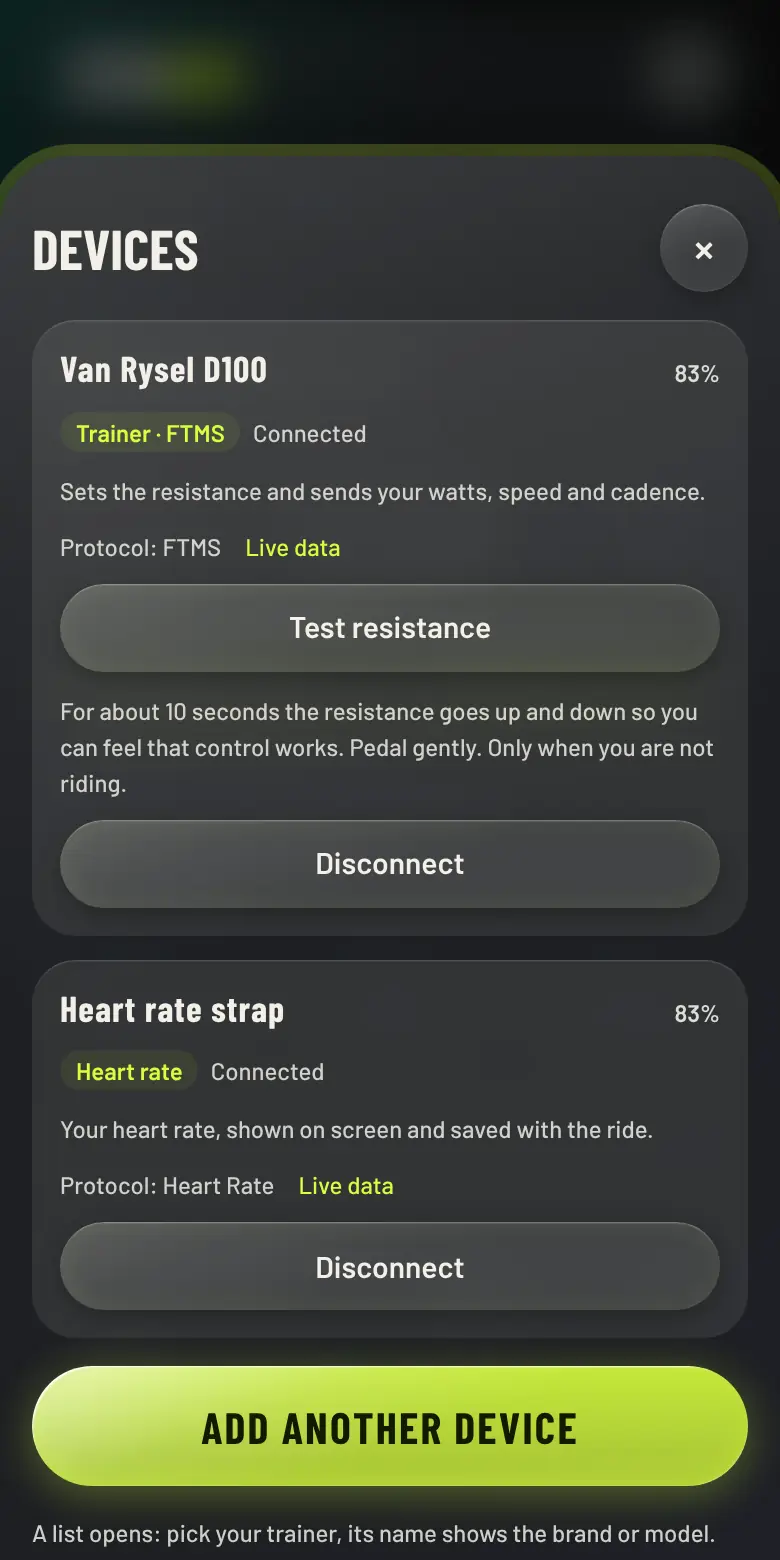 DEVICES
×
Van Rysel D100
83%
Trainer · FTMS Connected
Sets the resistance and sends your watts, speed and cadence.
Protocol: FTMS Live data
Test resistance
For about 10 seconds the resistance goes up and down so you
can feel that control works. Pedal gently. Only when you are not
riding.
Disconnect
Heart rate strap
83%
Heart rate Connected
Your heart rate, shown on screen and saved with the ride.
Protocol: Heart Rate Live data
Disconnect
ADD ANOTHER DEVICE
A list opens: pick your trainer, its name shows the brand or model.